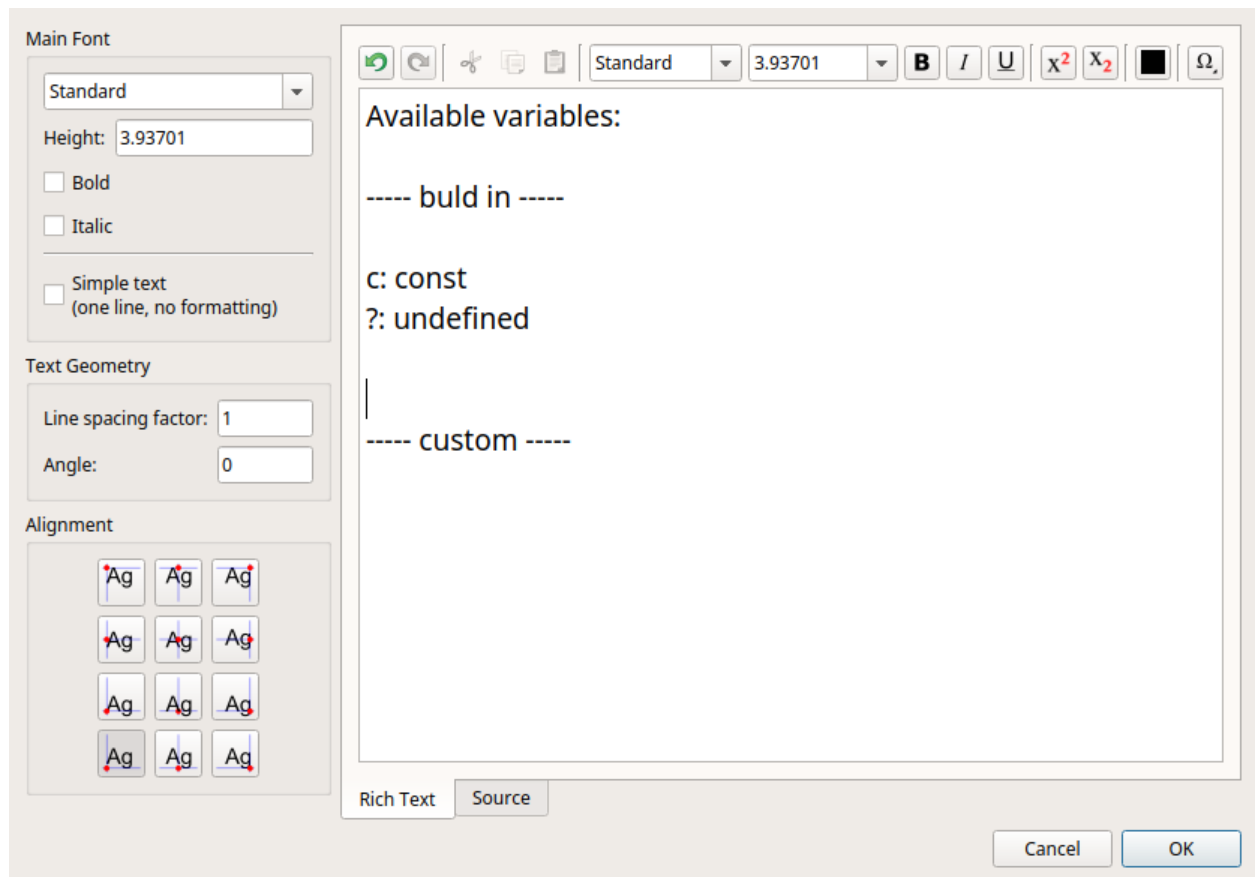 Main Font
Standard
Height: 3.93701
Bold
Italic
Simple text
(one line, no formatting)
Text Geometry
Line spacing factor: 1
Angle: 0
Alignment
Ag Ag Ag
Ag Ag Ag
Ag Ag Ag
Ag Ag Ag
Standard 3.93701 B I U X² X₂ Ω
Available variables:
----- buld in -----
c: const
?: undefined
----- custom -----
Rich Text Source
Cancel OK